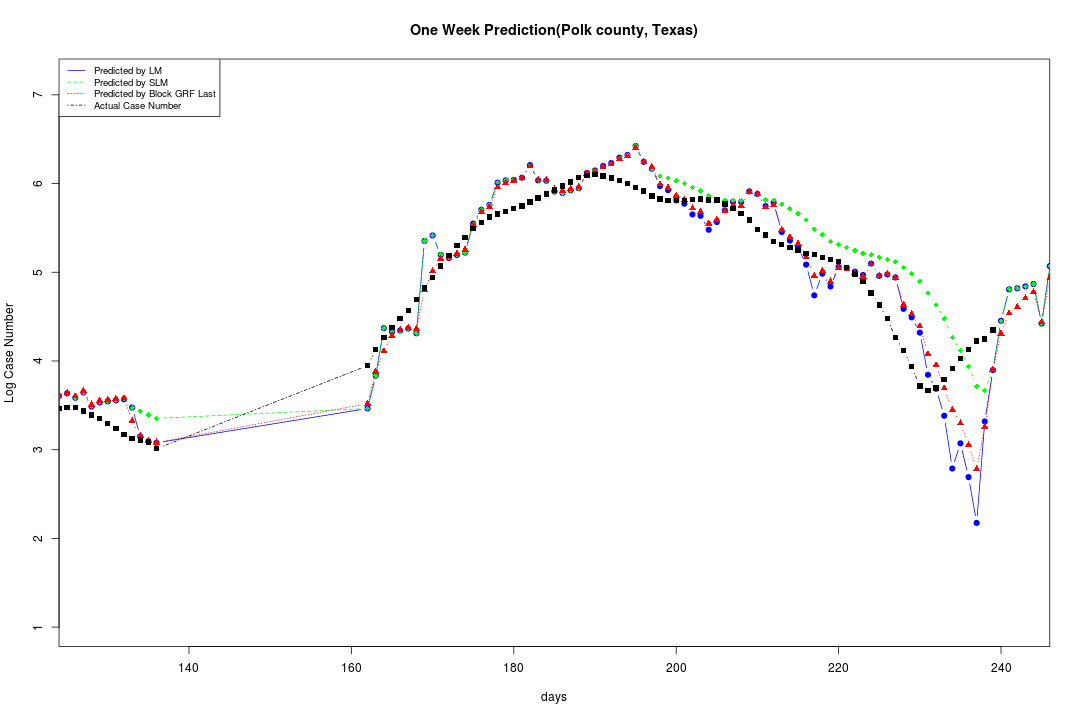 One Week Prediction(Polk county, Texas)
Predicted by LM
Predicted by SLM
Predicted by Block GRF Last
Actual Case Number
7
6
5
4
3
2
1
Log Case Number
140 160 180 200 220 240
days